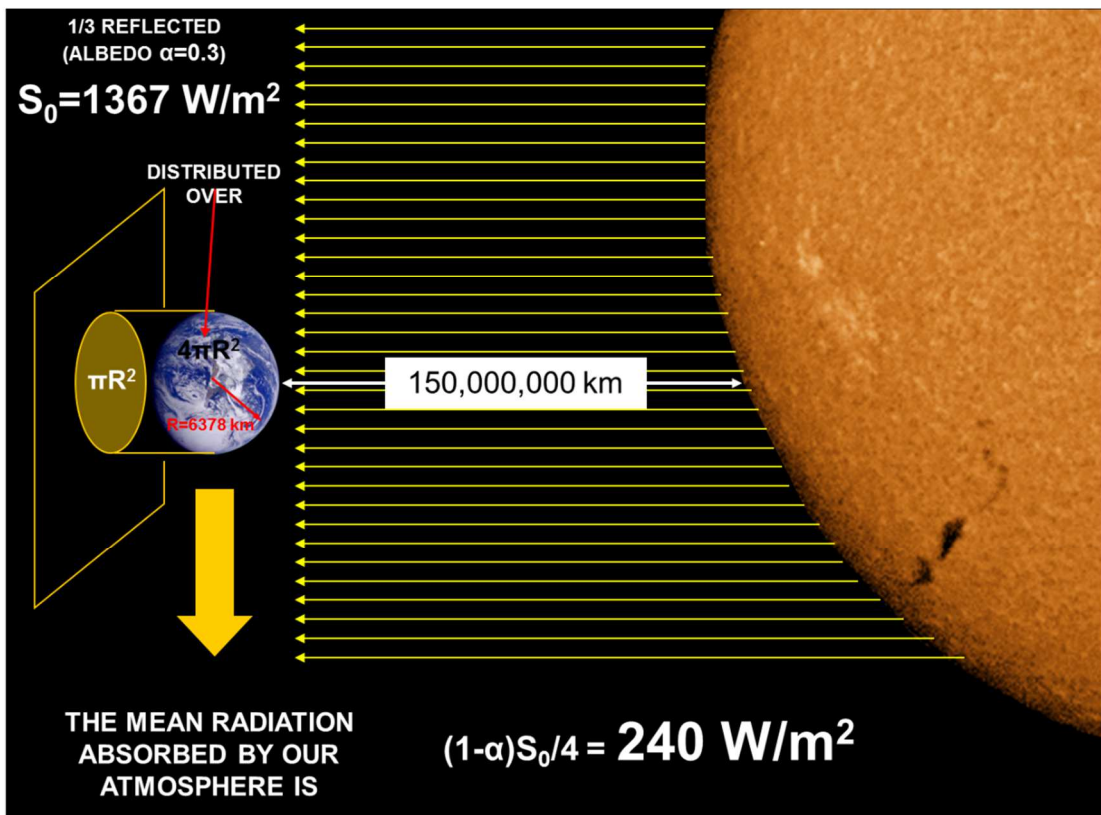 1/3 REFLECTED
(ALBEDO α=0.3)
S₀=1367 W/m²
DISTRIBUTED
OVER
4πR²
πR²
R=6378 km
150,000,000 km
THE MEAN RADIATION
ABSORBED BY OUR
ATMOSPHERE IS
(1-α)S₀/4 = 240 W/m²